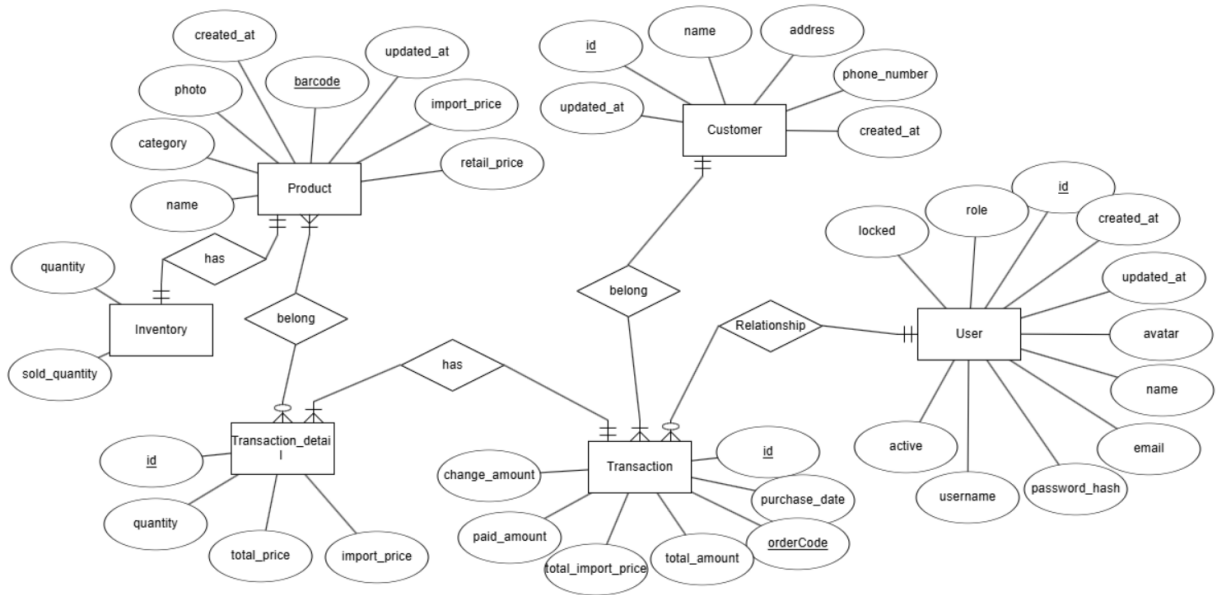 created_at
updated_at
barcode
photo
import_price
category
retail_price
Product
name
id
name
address
phone_number
updated_at
Customer
created_at
has
quantity
Inventory
sold_quantity
belong
belong
has
Relationship
locked
role
id
created_at
updated_at
User
avatar
name
email
active
username
password_hash
Transaction_detai
l
id
quantity
total_price
import_price
Transaction
change_amount
id
purchase_date
paid_amount
orderCode
total_import_price
total_amount